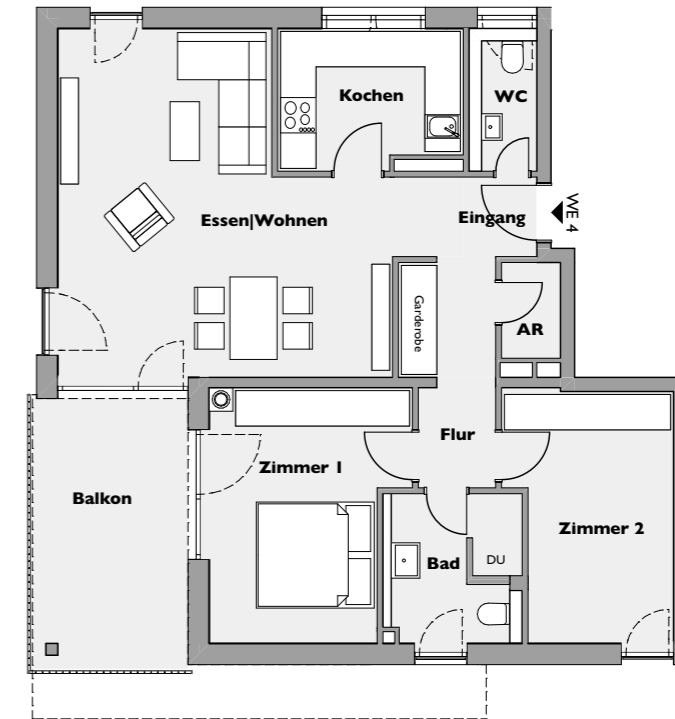 Kochen
WC
Essen|Wohnen
Eingang
WE 4
Garderobe
AR
Flur
Zimmer 1
Balkon
Zimmer 2
Bad
DU